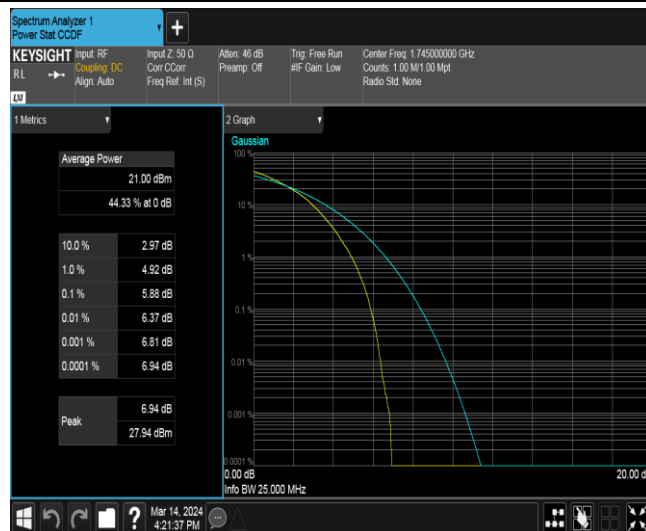 Spectrum Analyzer 1
Power Stat CCDF
KEYSIGHT
RL
LXI
Input: RF
Coupling: DC
Align: Auto
Input Z: 50 Ω
Corr CCorr
Freq Ref: Int (S)
Atten: 46 dB
Preamp: Off
Trig: Free Run
#IF Gain: Low
Center Freq: 1.745000000 GHz
Counts: 1.00 M/1.00 Mpt
Radio Std: None
1 Metrics
Average Power
21.00 dBm
44.33 % at 0 dB
10.0 % 2.97 dB
1.0 % 4.92 dB
0.1 % 5.88 dB
0.01 % 6.37 dB
0.001 % 6.81 dB
0.0001 % 6.94 dB
Peak
6.94 dB
27.94 dBm
2 Graph
Gaussian
100 %
10 %
1 %
0.1 %
0.01 %
0.001 %
0.0001 %
0.00 dB
20.00 d
Info BW 25.000 MHz
?
Mar 14, 2024
4:21:37 PM